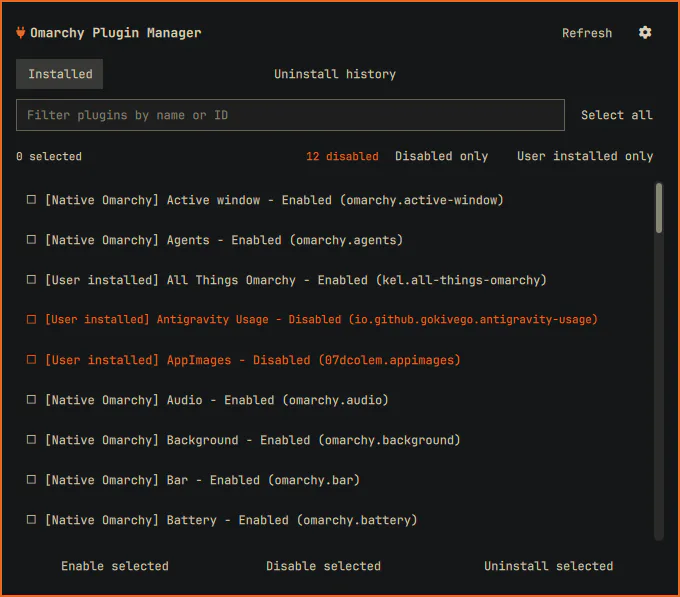 Omarchy Plugin Manager
Refresh
Installed
Uninstall history
Filter plugins by name or ID
Select all
0 selected
12 disabled
Disabled only
User installed only
[Native Omarchy] Active window - Enabled (omarchy.active-window)
[Native Omarchy] Agents - Enabled (omarchy.agents)
[User installed] All Things Omarchy - Enabled (kel.all-things-omarchy)
[User installed] Antigravity Usage - Disabled (io.github.gokivego.antigravity-usage)
[User installed] AppImages - Disabled (07dcolem.appimages)
[Native Omarchy] Audio - Enabled (omarchy.audio)
[Native Omarchy] Background - Enabled (omarchy.background)
[Native Omarchy] Bar - Enabled (omarchy.bar)
[Native Omarchy] Battery - Enabled (omarchy.battery)
Enable selected
Disable selected
Uninstall selected